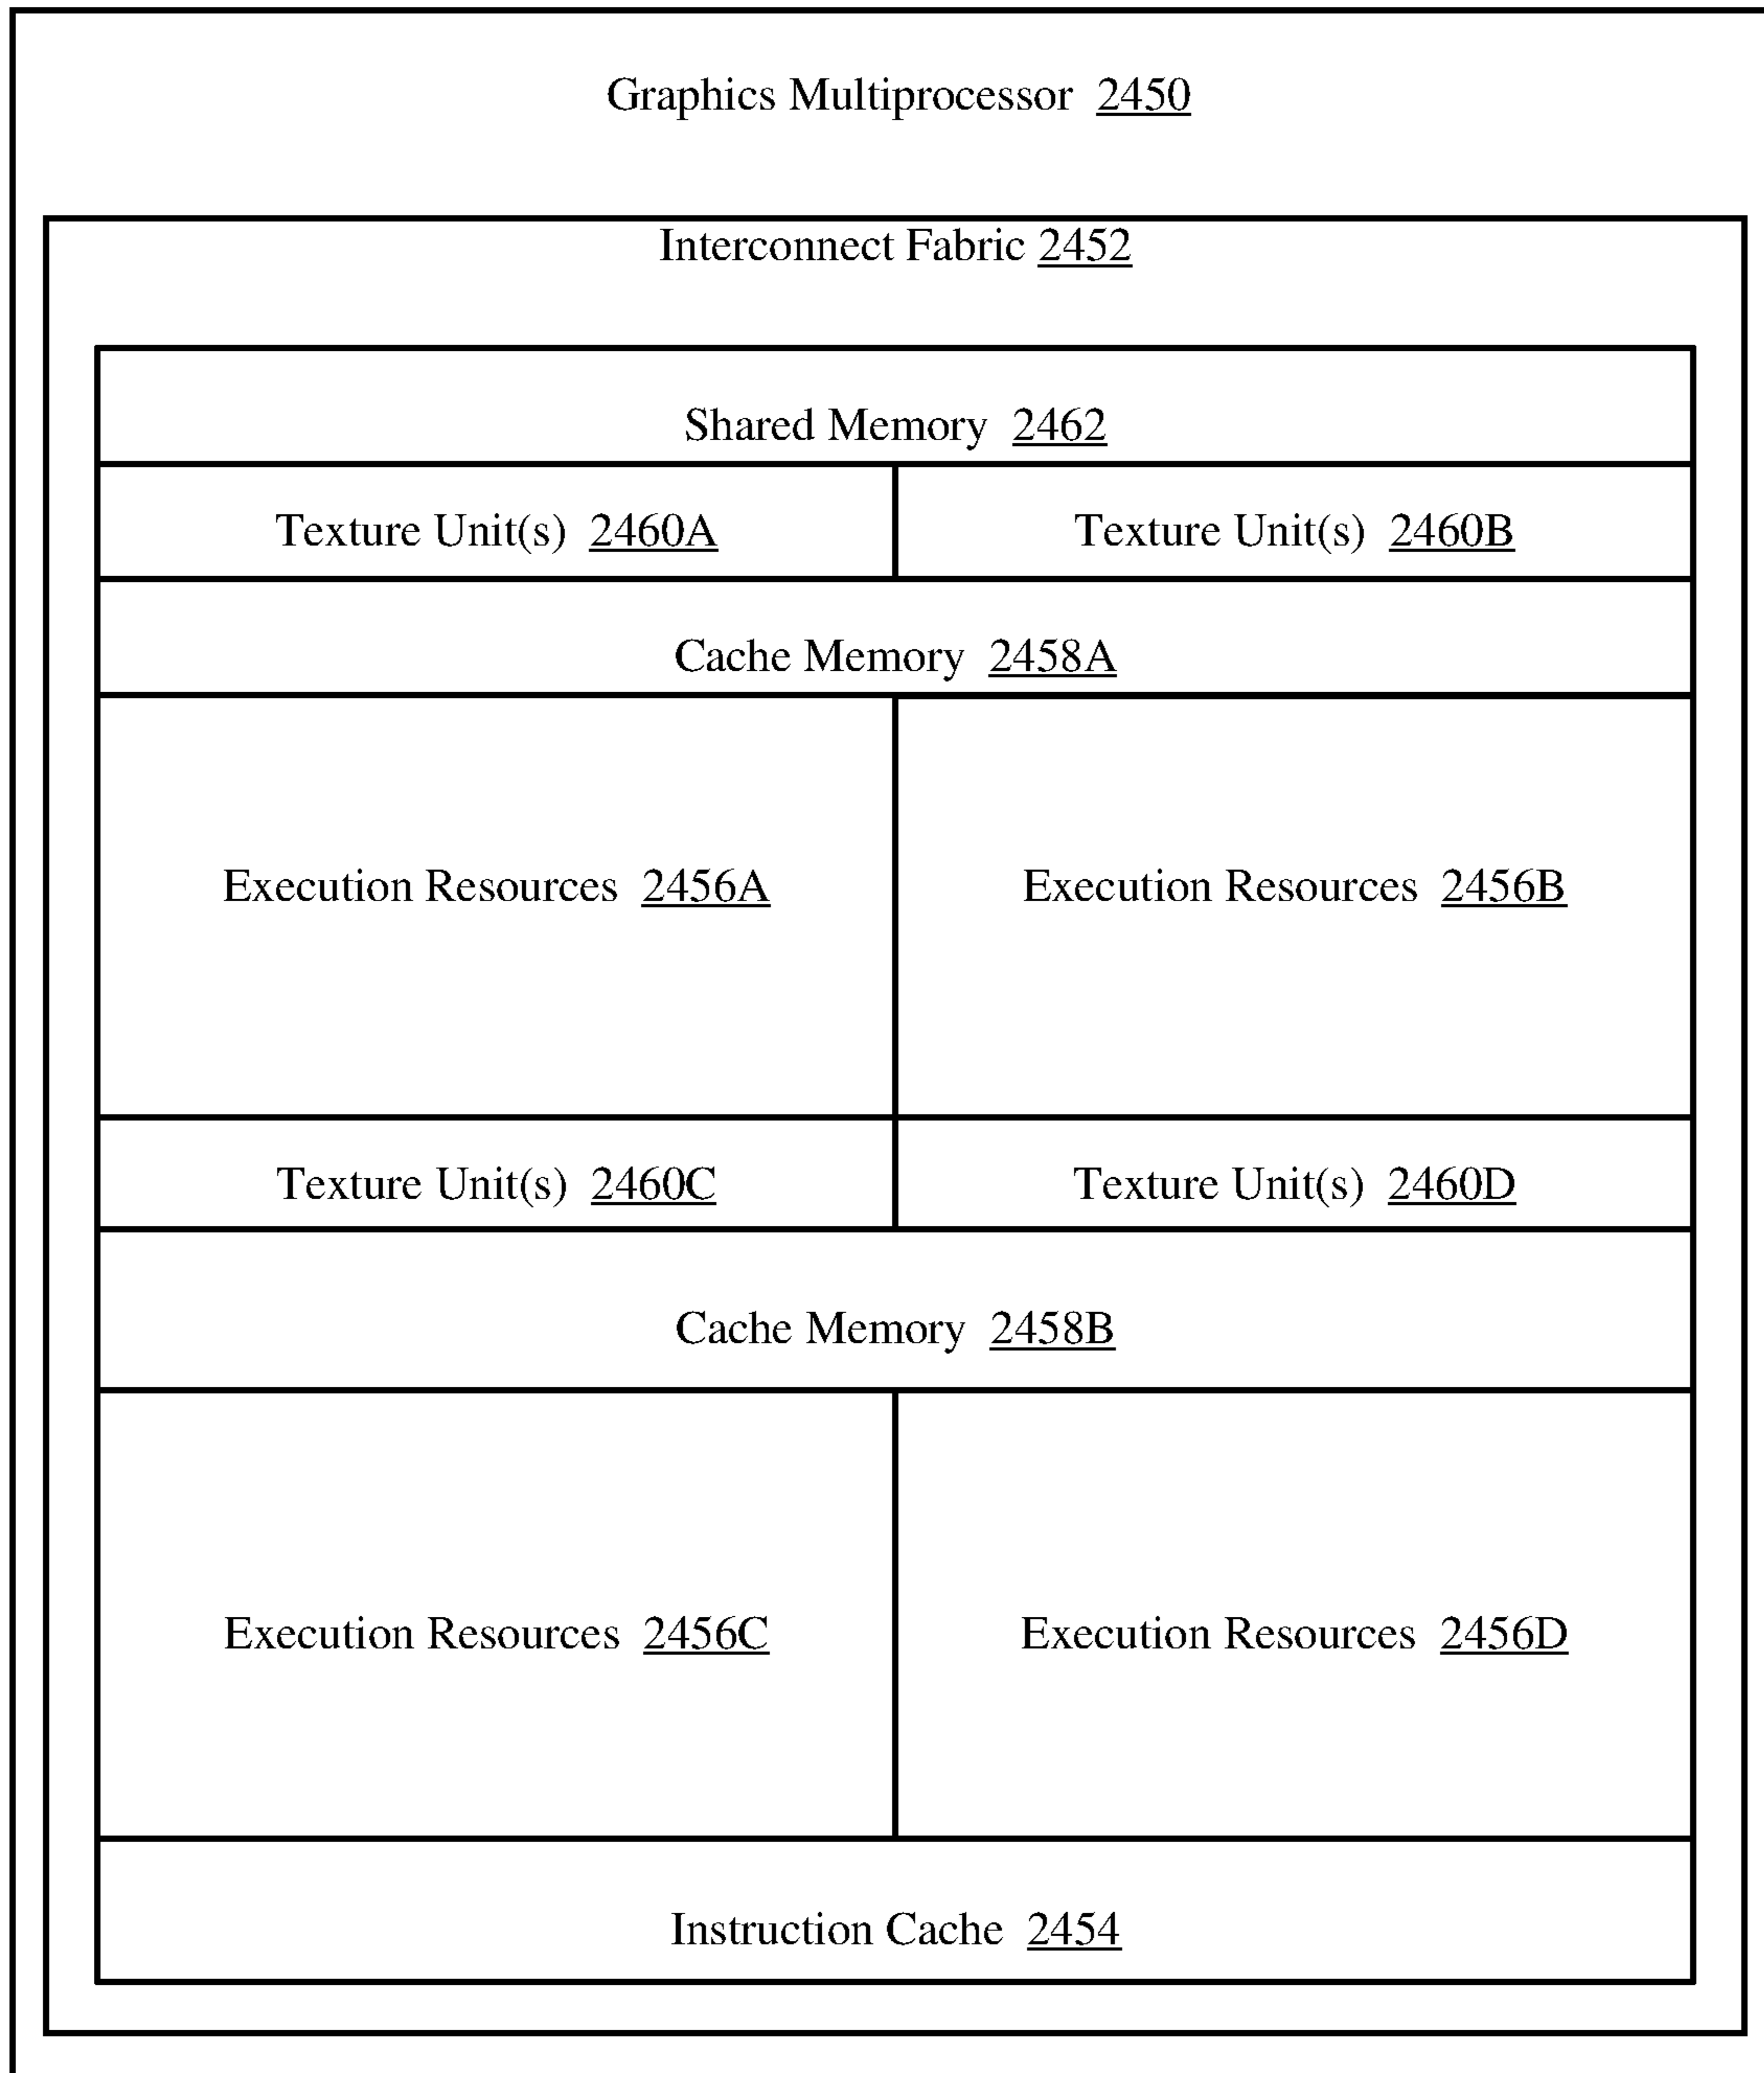 Graphics Multiprocessor 2450
Interconnect Fabric 2452
Shared Memory 2462
Texture Unit(s) 2460A
Texture Unit(s) 2460B
Cache Memory 2458A
Execution Resources 2456A
Execution Resources 2456B
Texture Unit(s) 2460C
Texture Unit(s) 2460D
Cache Memory 2458B
Execution Resources 2456C
Execution Resources 2456D
Instruction Cache 2454